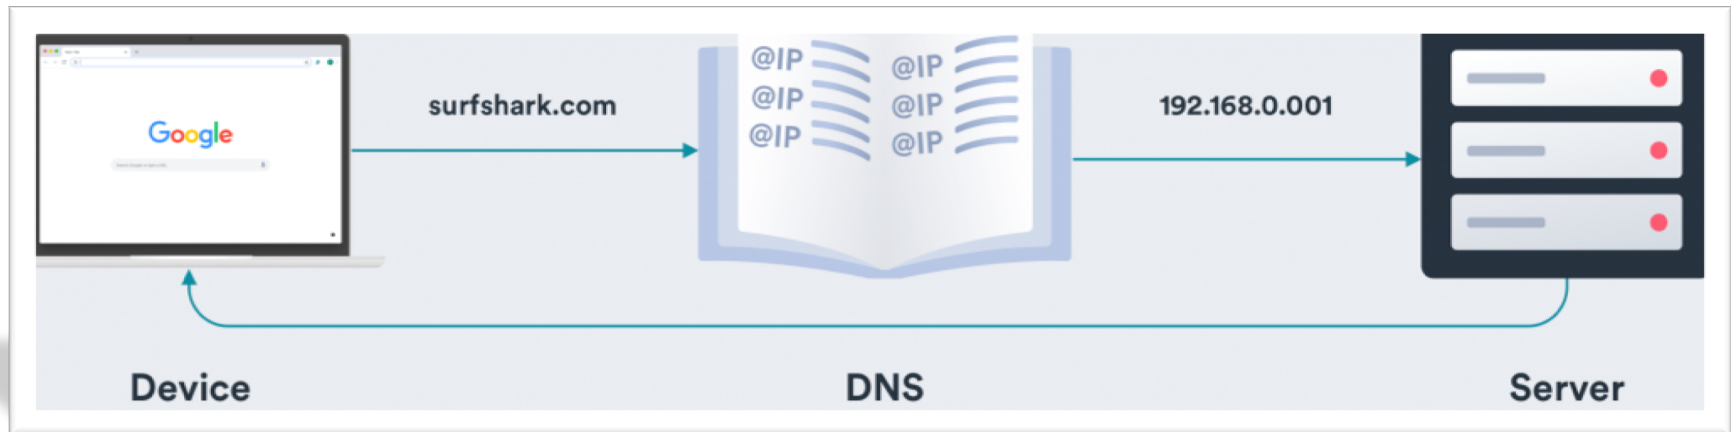 Google
surfshark.com
@IP
@IP
@IP
@IP
@IP
@IP
192.168.0.001
Device
DNS
Server